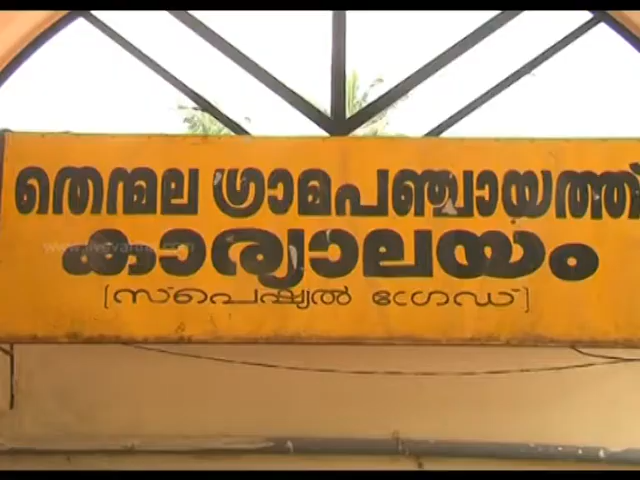 തെന്മല ഗ്രാമപഞ്ചായത്ത്
കാര്യാലയം
[സ്പെഷ്യൽ ഗ്രേഡ്]